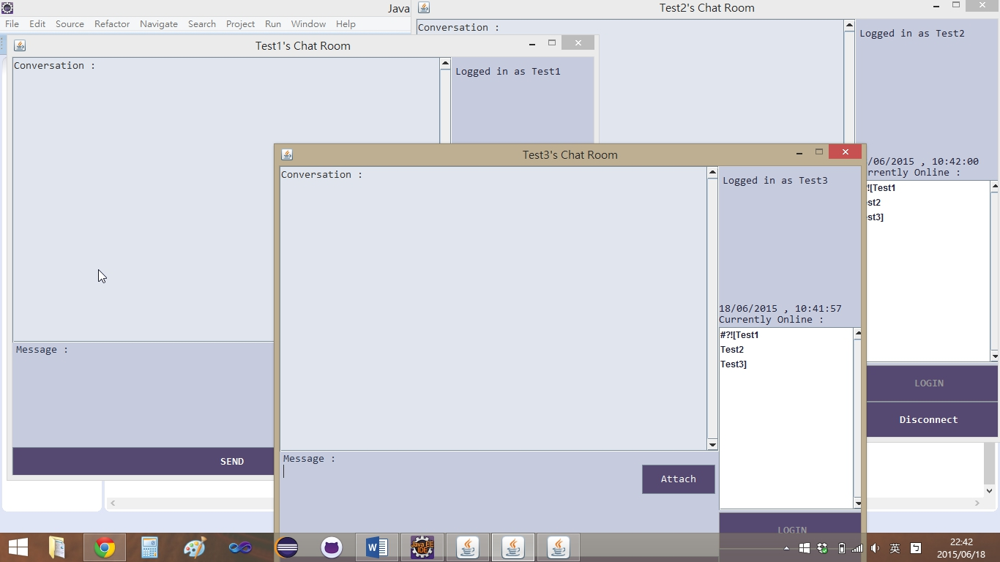 Java
File Edit Source Refactor Navigate Search Project Run Window Help
Test2's Chat Room
Conversation :
Logged in as Test2
/06/2015 , 10:42:00
rrently Online :
![Test1
st2
st3]
LOGIN
Disconnect
Test1's Chat Room
Conversation :
Logged in as Test1
Message :
SEND
Test3's Chat Room
Conversation :
Logged in as Test3
18/06/2015 , 10:41:57
Currently Online :
#?![Test1
Test2
Test3]
Message :
Attach
LOGIN
Java EE
IDE
英
22:42
2015/06/18